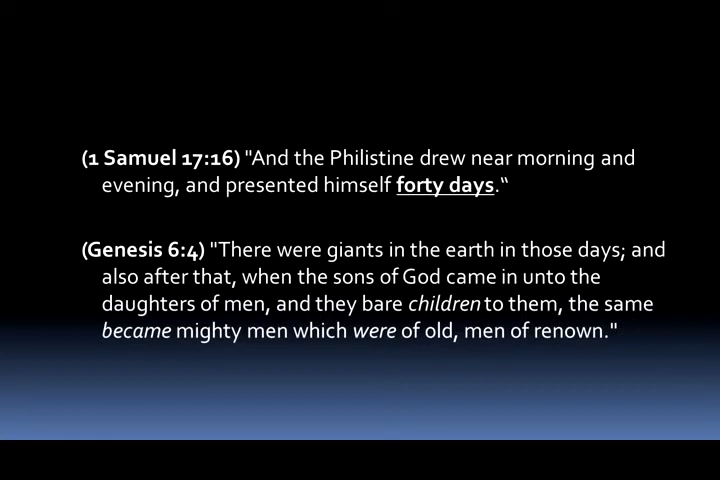 (1 Samuel 17:16) "And the Philistine drew near morning and
evening, and presented himself forty days.“
(Genesis 6:4) "There were giants in the earth in those days; and
also after that, when the sons of God came in unto the
daughters of men, and they bare children to them, the same
became mighty men which were of old, men of renown."